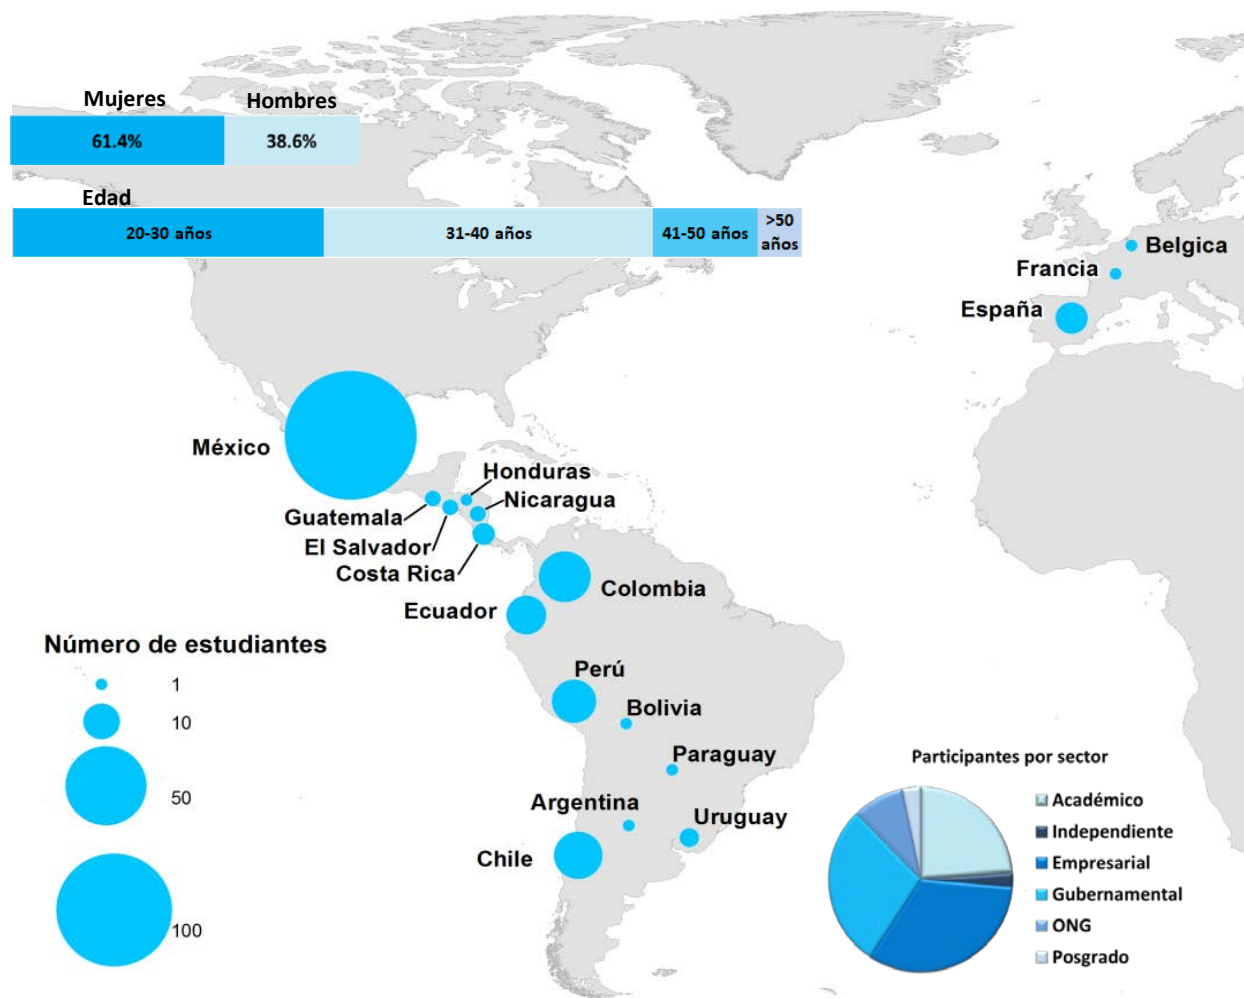 Mujeres Hombres
61.4% 38.6%
Edad
20-30 años 31-40 años 41-50 años >50 años
Belgica
Francia
España
México
Honduras
Nicaragua
Guatemala
El Salvador
Costa Rica
Colombia
Ecuador
Perú
Bolivia
Paraguay
Argentina
Uruguay
Chile
Número de estudiantes
1
10
50
100
Participantes por sector
Académico
Independiente
Empresarial
Gubernamental
ONG
Posgrado